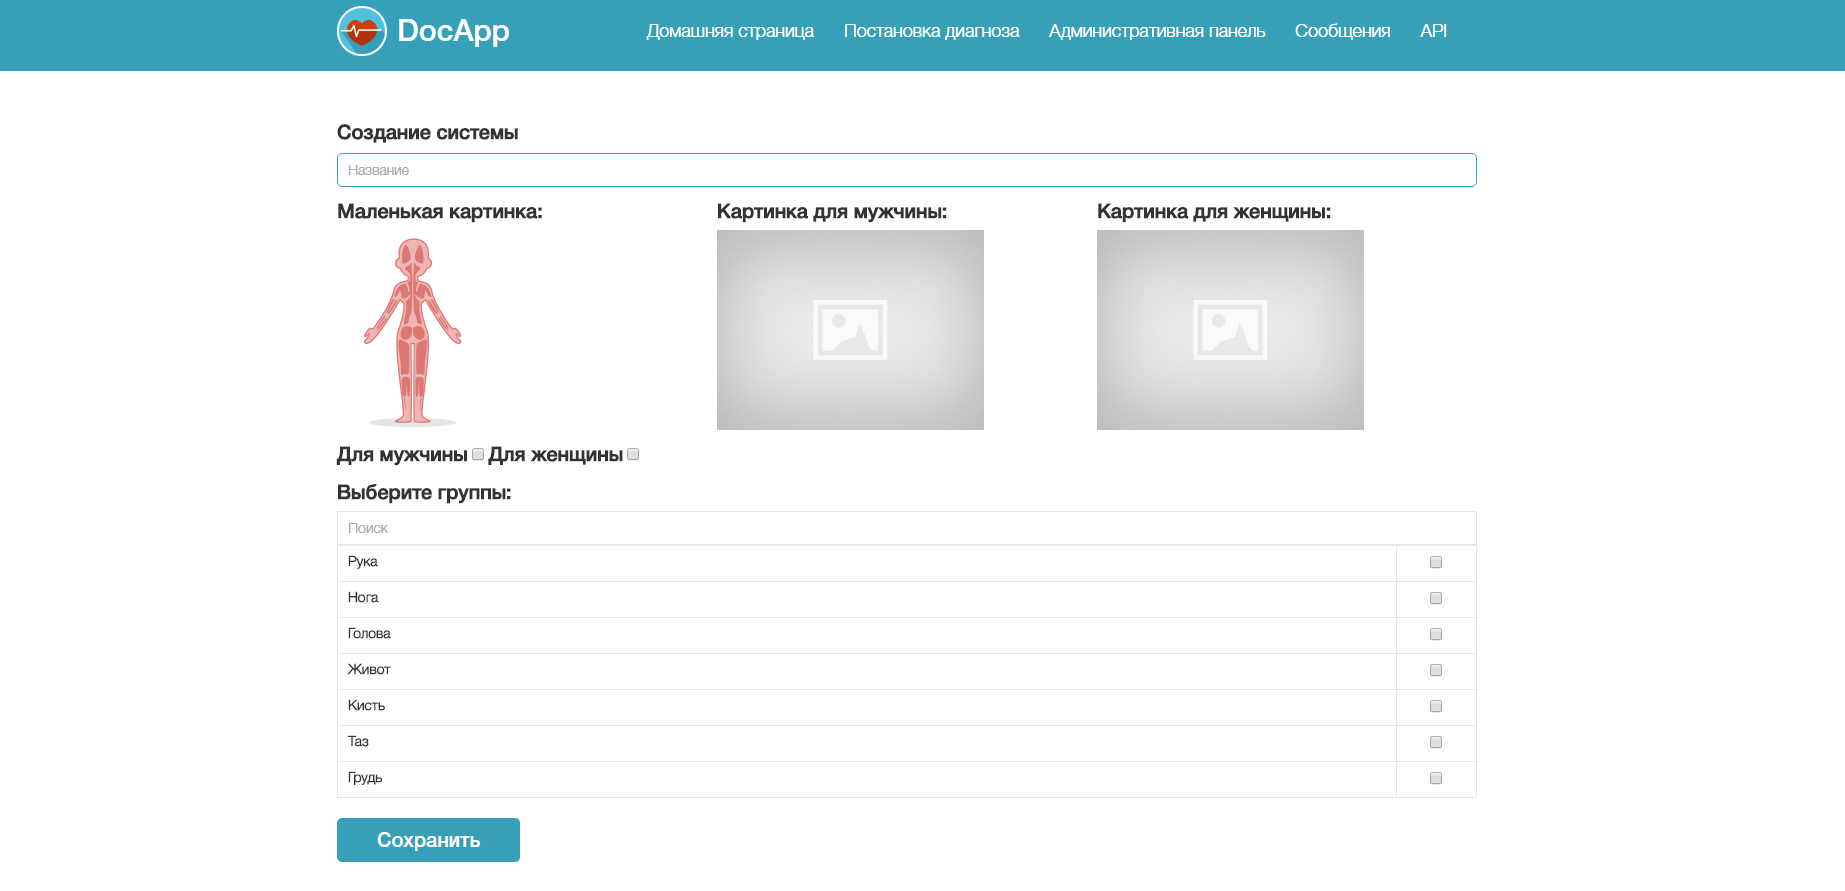 DocApp
Домашняя страница Постановка диагноза Административная панель Сообщения API
Создание системы
Название
Маленькая картинка: Картинка для мужчины: Картинка для женщины:
Для мужчины Для женщины
Выберите группы:
Поиск
Рука
Нога
Голова
Живот
Кисть
Таз
Грудь
Сохранить